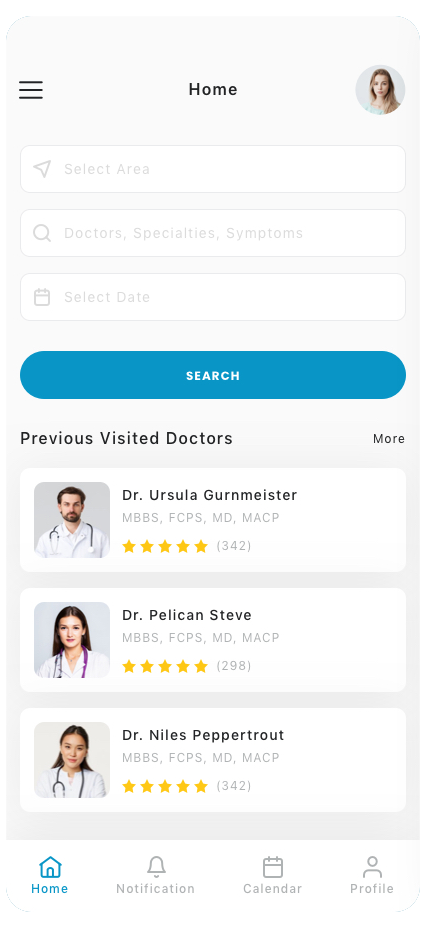 Home
Select Area
Doctors, Specialties, Symptoms
Select Date
SEARCH
Previous Visited Doctors More
Dr. Ursula Gurnmeister
MBBS, FCPS, MD, MACP
(342)
Dr. Pelican Steve
MBBS, FCPS, MD, MACP
(298)
Dr. Niles Peppertrout
MBBS, FCPS, MD, MACP
(342)
Home Notification Calendar Profile